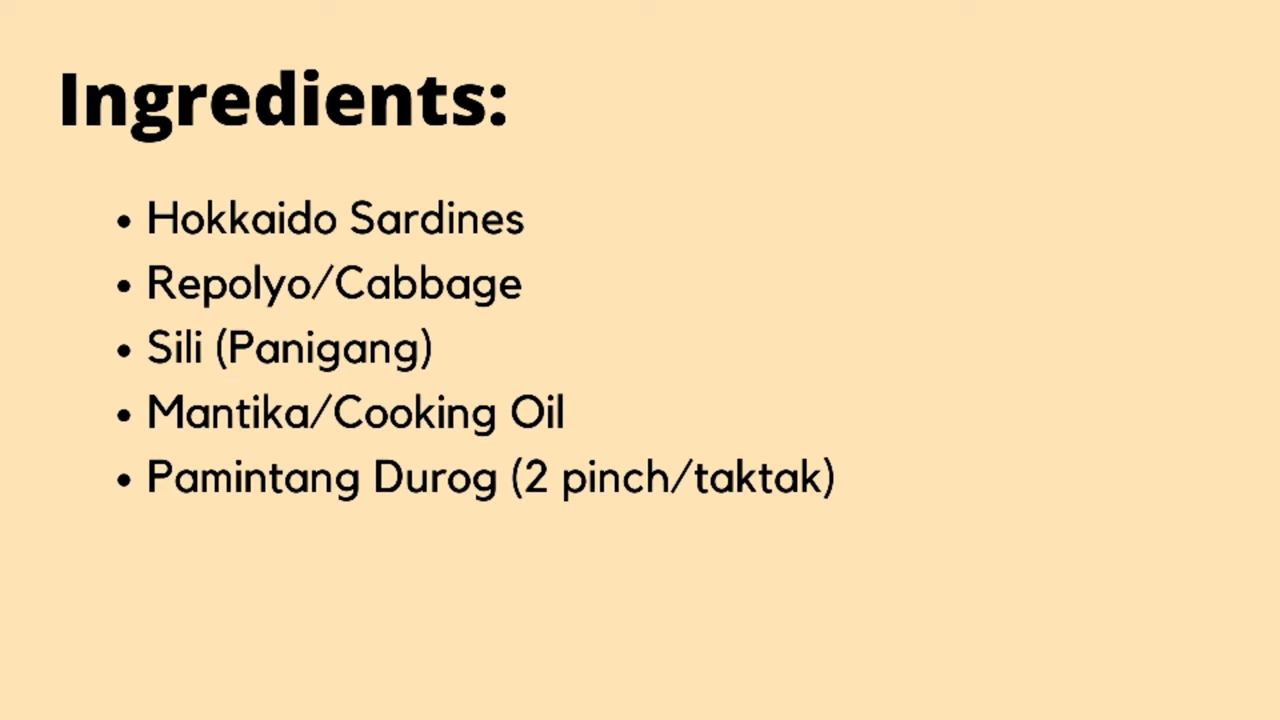 Ingredients:
• Hokkaido Sardines
• Repolyo/Cabbage
• Sili (Panigang)
• Mantika/Cooking Oil
• Pamintang Durog (2 pinch/taktak)